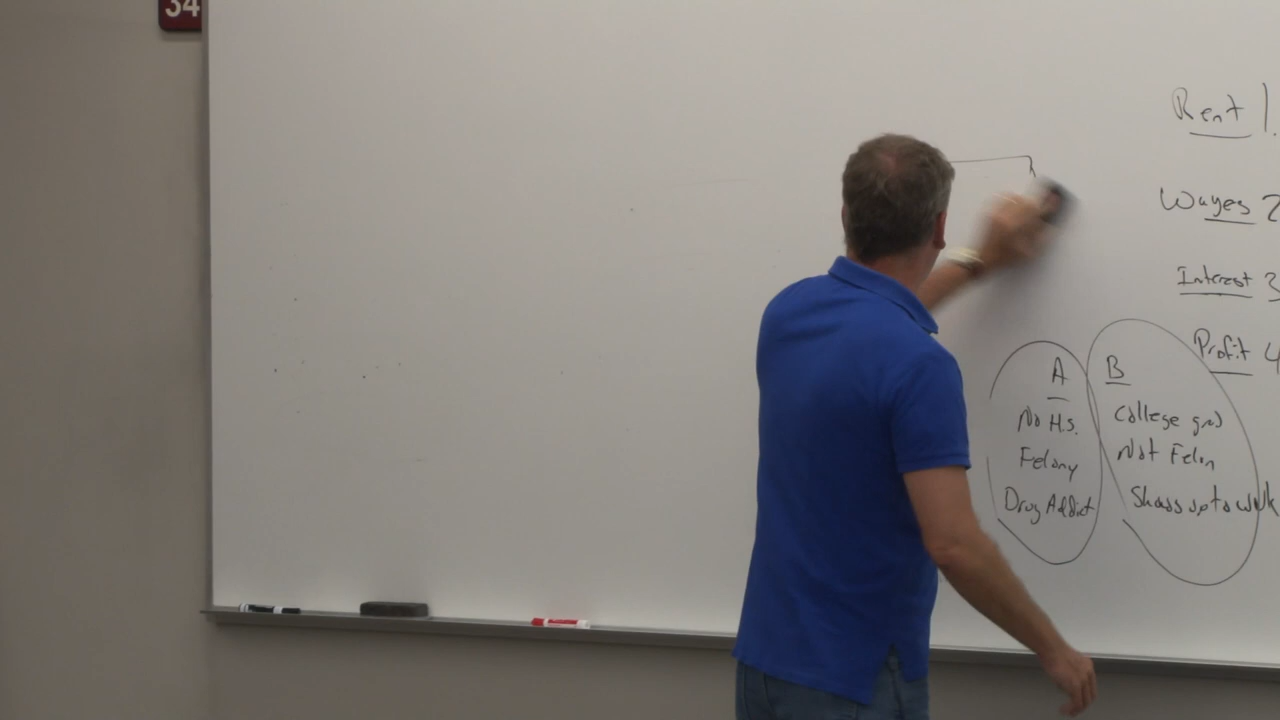 34
Rent 1.
Wages 2
Interest 3
Profit 4
A
No H.S.
Felony
Drug Addict
B
College grad
Not Felon
Shows up to work